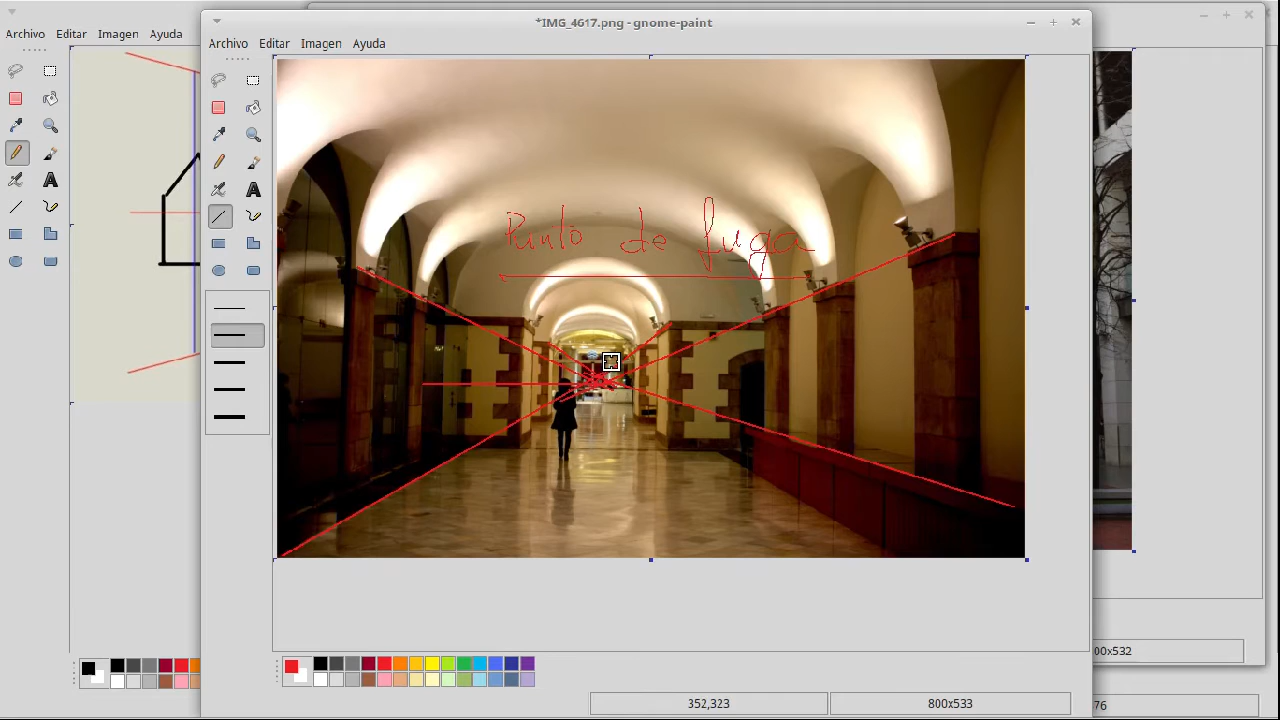 *IMG_4617.png - gnome-paint
Archivo Editar Imagen Ayuda
Archivo Editar Imagen Ayuda
Punto de fuga
00x532
352,323
800x533
76